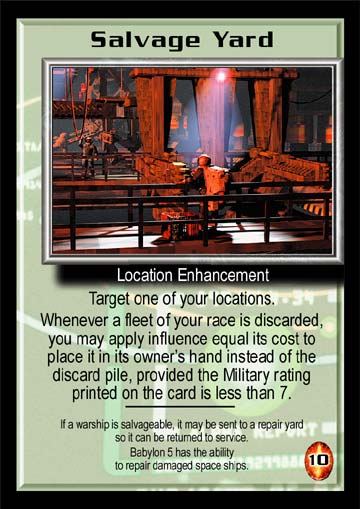 Salvage Yard
Location Enhancement
Target one of your locations.
Whenever a fleet of your race is discarded,
you may apply influence equal its cost to
place it in its owner's hand instead of the
discard pile, provided the Military rating
printed on the card is less than 7.
If a warship is salvageable, it may be sent to a repair yard
so it can be returned to service.
Babylon 5 has the ability
to repair damaged space ships.
10